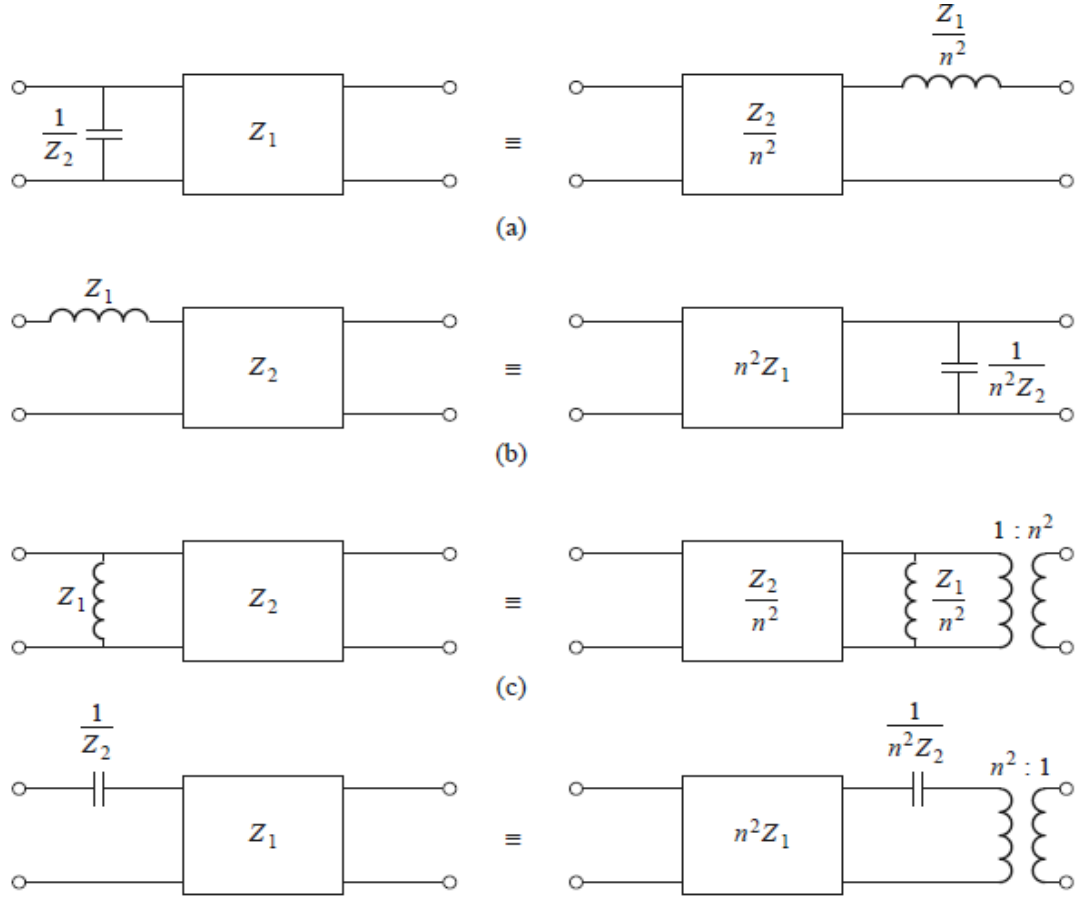 Z₁/n²
1/Z₂ Z₁ ≡ Z₂/n²
(a)
Z₁
Z₂ ≡ n²Z₁ 1/n²Z₂
(b)
1 : n²
Z₁ Z₂ ≡ Z₂/n² Z₁/n²
(c)
1/Z₂ 1/n²Z₂ n² : 1
Z₁ ≡ n²Z₁